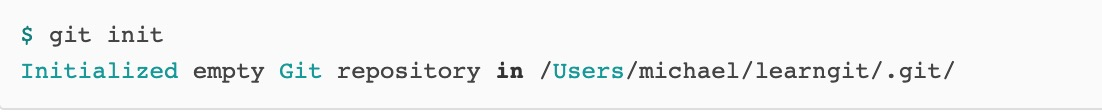 $ git init
Initialized empty Git repository in /Users/michael/learngit/.git/